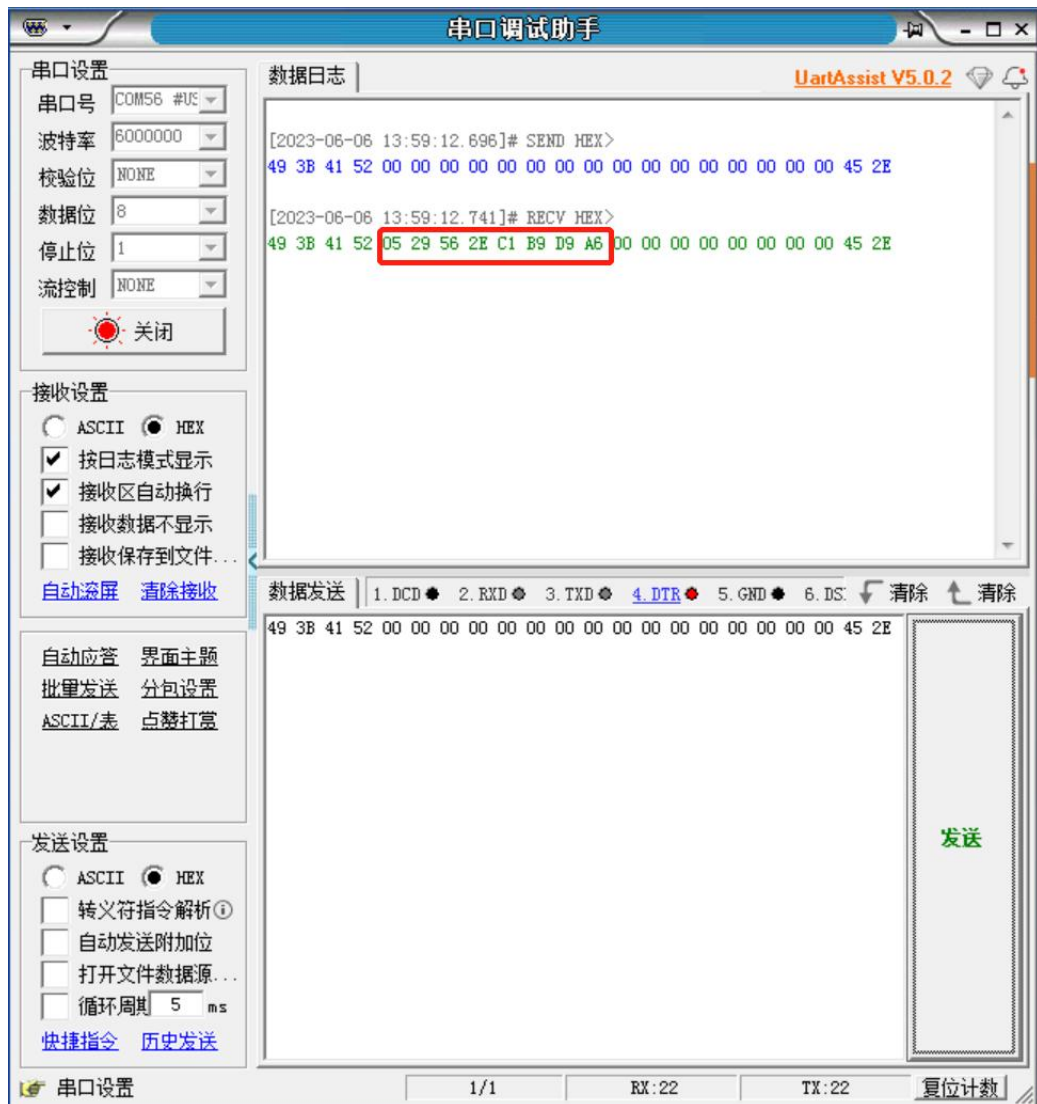 串口调试助手
串口设置
串口号 COM56 #US
波特率 6000000
校验位 NONE
数据位 8
停止位 1
流控制 NONE
关闭
接收设置
ASCII HEX
按日志模式显示
接收区自动换行
接收数据不显示
接收保存到文件...
自动滚屏 清除接收
自动应答 界面主题
批量发送 分包设置
ASCII/表 点赞打赏
发送设置
ASCII HEX
转义符指令解析
自动发送附加位
打开文件数据源...
循环周期 5 ms
快捷指令 历史发送
数据日志 UartAssist V5.0.2
[2023-06-06 13:59:12.696]# SEND HEX>
49 3B 41 52 00 00 00 00 00 00 00 00 00 00 00 00 00 00 00 00 45 2E
[2023-06-06 13:59:12.741]# RECV HEX>
49 3B 41 52 05 29 56 2E C1 B9 D9 A6 00 00 00 00 00 00 00 00 45 2E
数据发送 1.DCD 2.RXD 3.TXD 4.DTR 5.GND 6.DS 清除 清除
49 3B 41 52 00 00 00 00 00 00 00 00 00 00 00 00 00 00 00 00 45 2E
发送
串口设置 1/1 RX:22 TX:22 复位计数